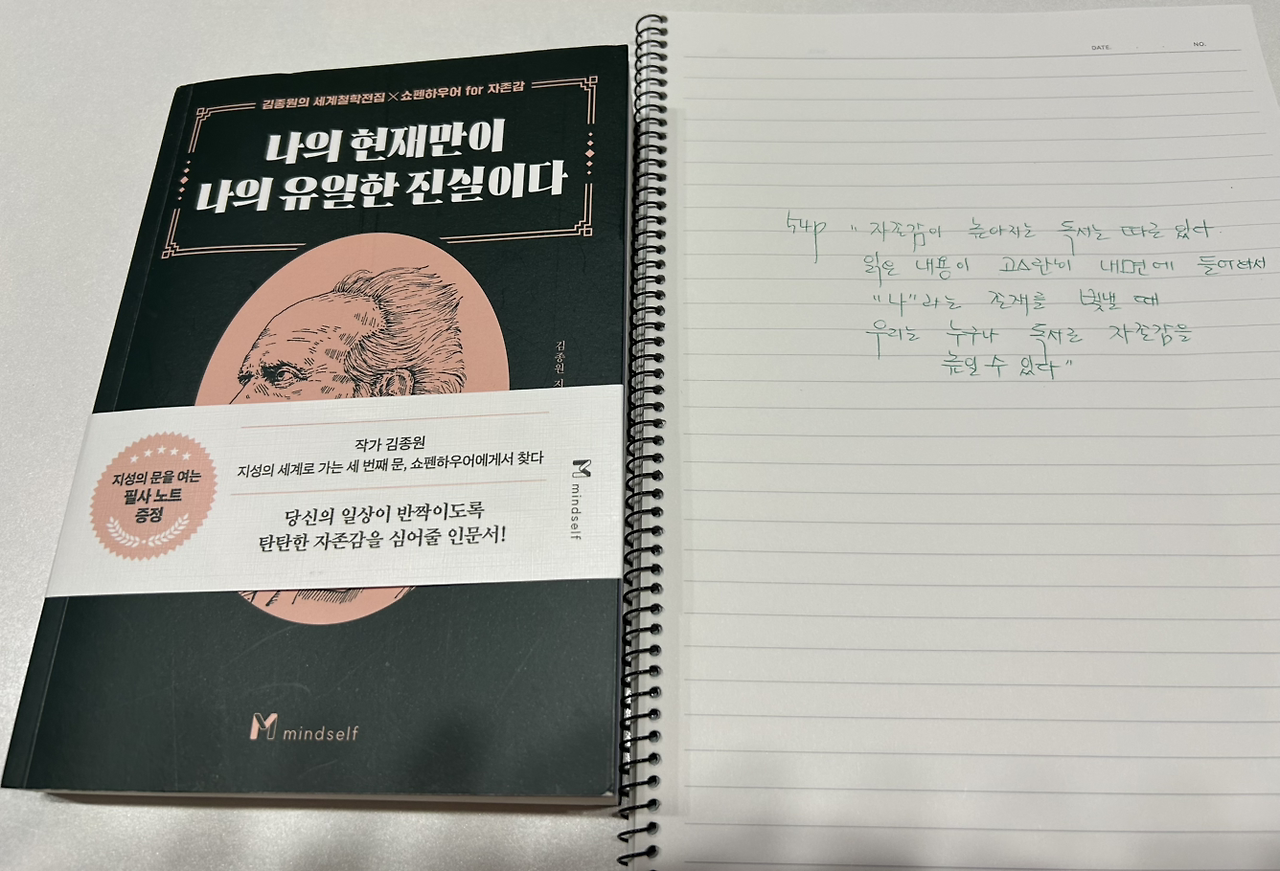 김종원의 세계철학전집×쇼펜하우어 for 자존감
나의 현재만이
나의 유일한 진실이다
김종원 지
작가 김종원
지성의 세계로 가는 세 번째 문, 쇼펜하우어에게서 찾다
당신의 일상이 반짝이도록
탄탄한 자존감을 심어줄 인문서!
지성의 문을 여는
필사 노트
증정
mindself
mindself
DATE. . . NO.
54p " 자존감이 높아지는 독서는 따로 있다.
읽은 내용이 고스란히 내면에 들어와서
"나"라는 존재를 빛낼 때
우리는 누구나 독서로 자존감을
높일 수 있다"